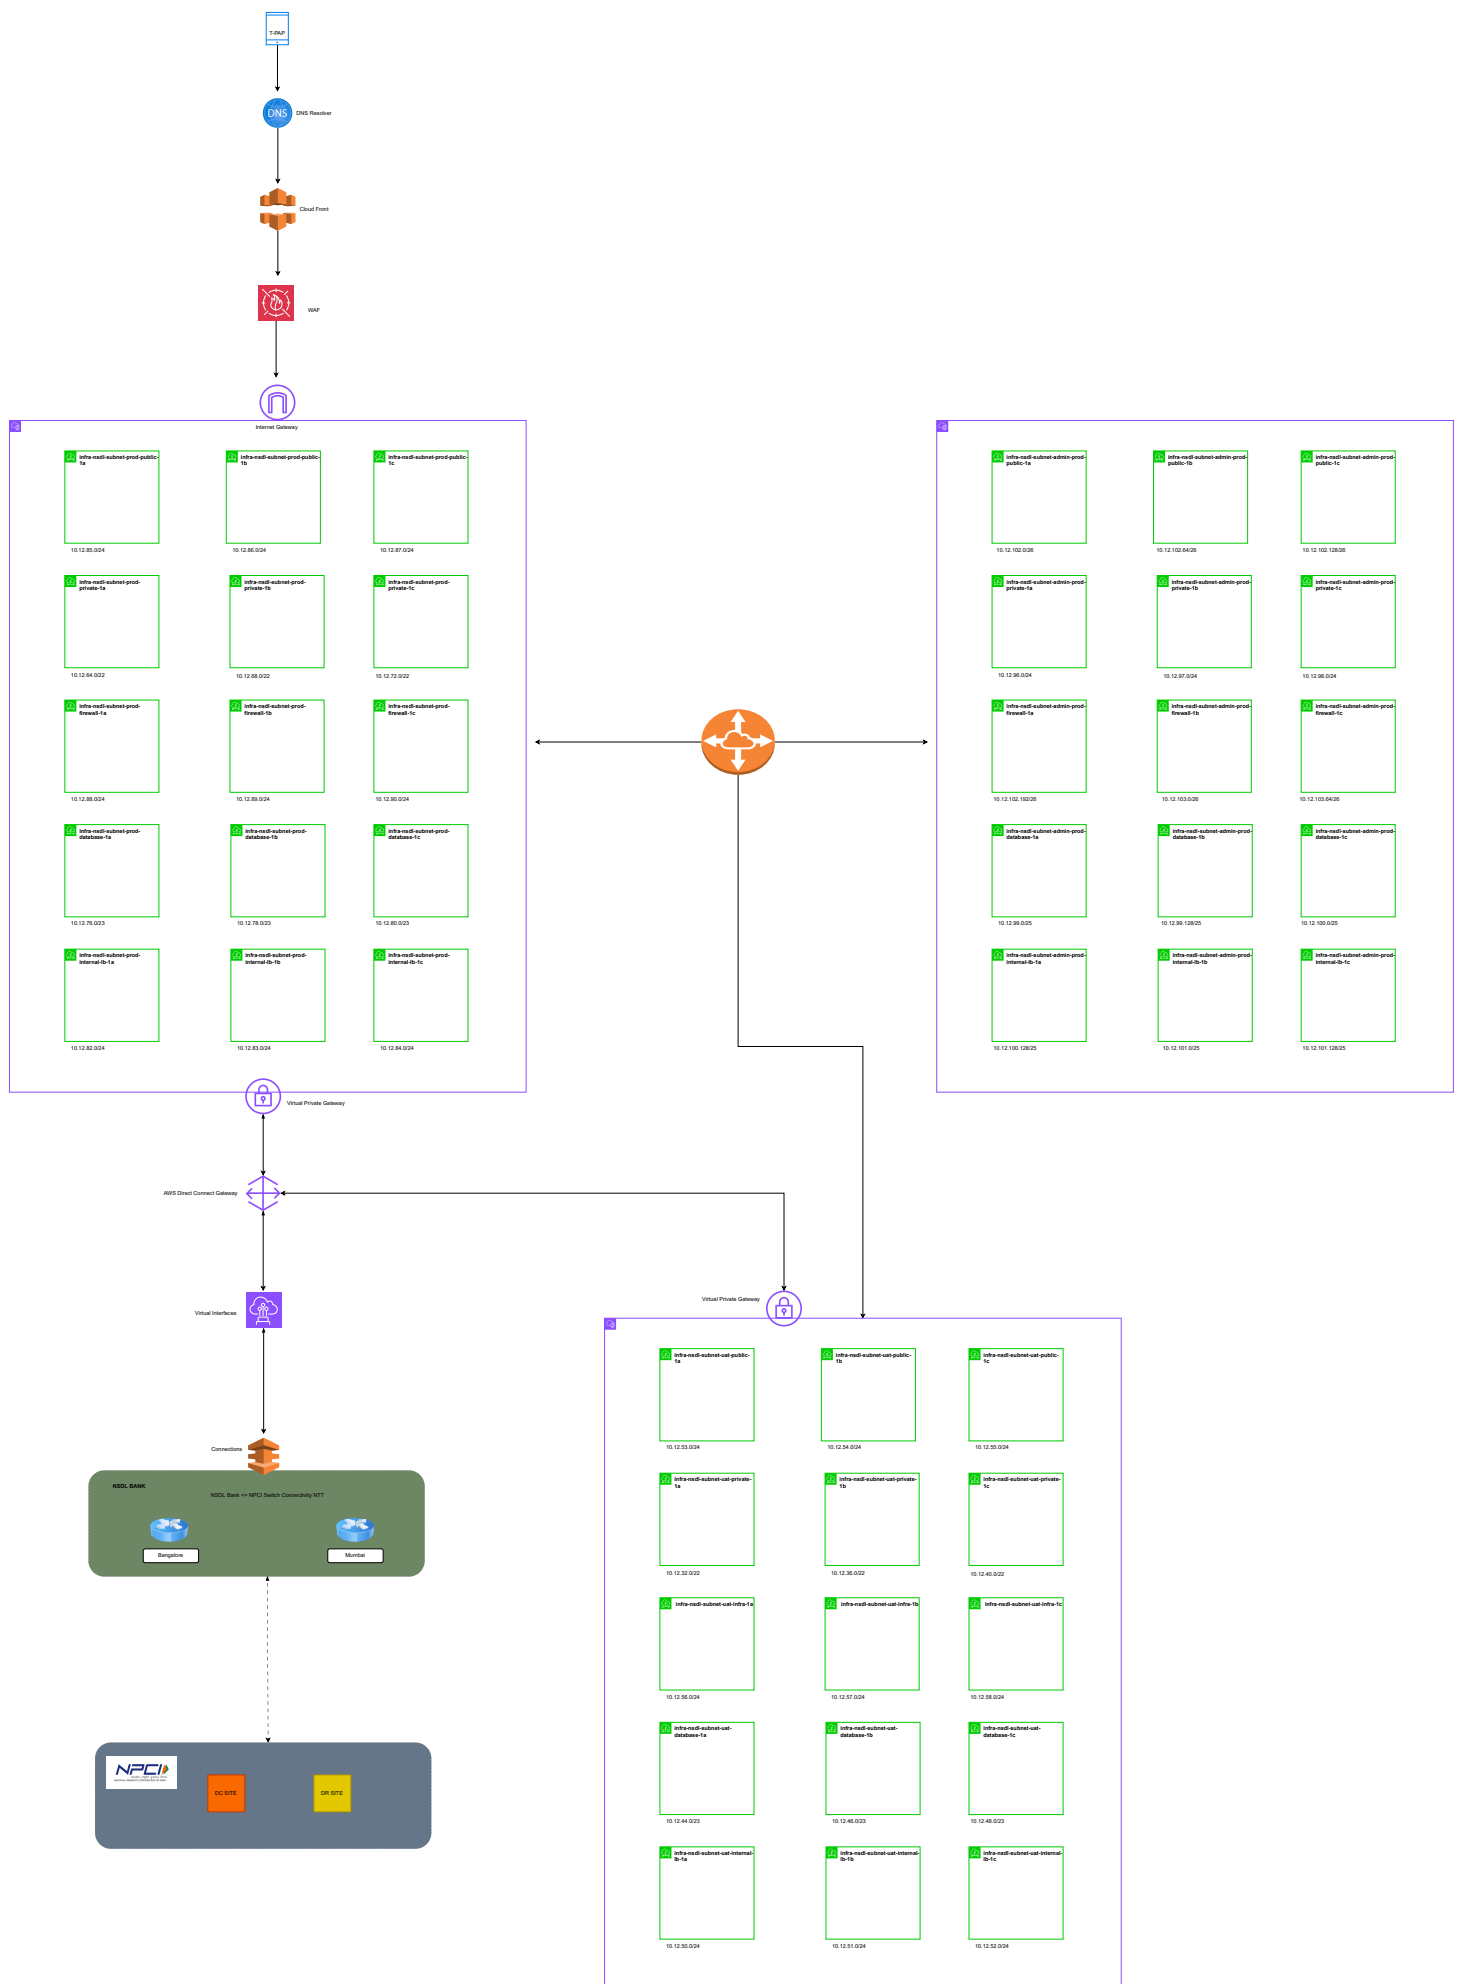 T-PAP
DNS
DNS Resolver
Cloud Front
WAF
Internet Gateway
infra-nsdl-subnet-prod-public-
1a
10.12.85.0/24
infra-nsdl-subnet-prod-public-
1b
10.12.86.0/24
infra-nsdl-subnet-prod-public-
1c
10.12.87.0/24
infra-nsdl-subnet-prod-
private-1a
10.12.64.0/22
infra-nsdl-subnet-prod-
private-1b
10.12.68.0/22
infra-nsdl-subnet-prod-
private-1c
10.12.72.0/22
infra-nsdl-subnet-prod-
firewall-1a
10.12.88.0/24
infra-nsdl-subnet-prod-
firewall-1b
10.12.89.0/24
infra-nsdl-subnet-prod-
firewall-1c
10.12.90.0/24
infra-nsdl-subnet-prod-
database-1a
10.12.76.0/23
infra-nsdl-subnet-prod-
database-1b
10.12.78.0/23
infra-nsdl-subnet-prod-
database-1c
10.12.80.0/23
infra-nsdl-subnet-prod-
internal-lb-1a
10.12.82.0/24
infra-nsdl-subnet-prod-
internal-lb-1b
10.12.83.0/24
infra-nsdl-subnet-prod-
internal-lb-1c
10.12.84.0/24
infra-nsdl-subnet-admin-prod-
public-1a
10.12.102.0/26
infra-nsdl-subnet-admin-prod-
public-1b
10.12.102.64/26
infra-nsdl-subnet-admin-prod-
public-1c
10.12.102.128/26
infra-nsdl-subnet-admin-prod-
private-1a
10.12.96.0/24
infra-nsdl-subnet-admin-prod-
private-1b
10.12.97.0/24
infra-nsdl-subnet-admin-prod-
private-1c
10.12.98.0/24
infra-nsdl-subnet-admin-prod-
firewall-1a
10.12.102.192/26
infra-nsdl-subnet-admin-prod-
firewall-1b
10.12.103.0/26
infra-nsdl-subnet-admin-prod-
firewall-1c
10.12.103.64/26
infra-nsdl-subnet-admin-prod-
database-1a
10.12.99.0/25
infra-nsdl-subnet-admin-prod-
database-1b
10.12.99.128/25
infra-nsdl-subnet-admin-prod-
database-1c
10.12.100.0/25
infra-nsdl-subnet-admin-prod-
internal-lb-1a
10.12.100.128/25
infra-nsdl-subnet-admin-prod-
internal-lb-1b
10.12.101.0/25
infra-nsdl-subnet-admin-prod-
internal-lb-1c
10.12.101.128/25
Virtual Private Gateway
AWS Direct Connect Gateway
Virtual Interfaces
Connections
NSDL BANK
NSDL Bank <> NPCI Switch Connectivity NTT
Bangalore
Mumbai
NPCI
DC SITE
DR SITE
Virtual Private Gateway
infra-nsdl-subnet-uat-public-
1a
10.12.53.0/24
infra-nsdl-subnet-uat-public-
1b
10.12.54.0/24
infra-nsdl-subnet-uat-public-
1c
10.12.55.0/24
infra-nsdl-subnet-uat-private-
1a
10.12.32.0/22
infra-nsdl-subnet-uat-private-
1b
10.12.36.0/22
infra-nsdl-subnet-uat-private-
1c
10.12.40.0/22
infra-nsdl-subnet-uat-infra-1a
10.12.56.0/24
infra-nsdl-subnet-uat-infra-1b
10.12.57.0/24
infra-nsdl-subnet-uat-infra-1c
10.12.58.0/24
infra-nsdl-subnet-uat-
database-1a
10.12.44.0/23
infra-nsdl-subnet-uat-
database-1b
10.12.46.0/23
infra-nsdl-subnet-uat-
database-1c
10.12.48.0/23
infra-nsdl-subnet-uat-internal-
lb-1a
10.12.50.0/24
infra-nsdl-subnet-uat-internal-
lb-1b
10.12.51.0/24
infra-nsdl-subnet-uat-internal-
lb-1c
10.12.52.0/24